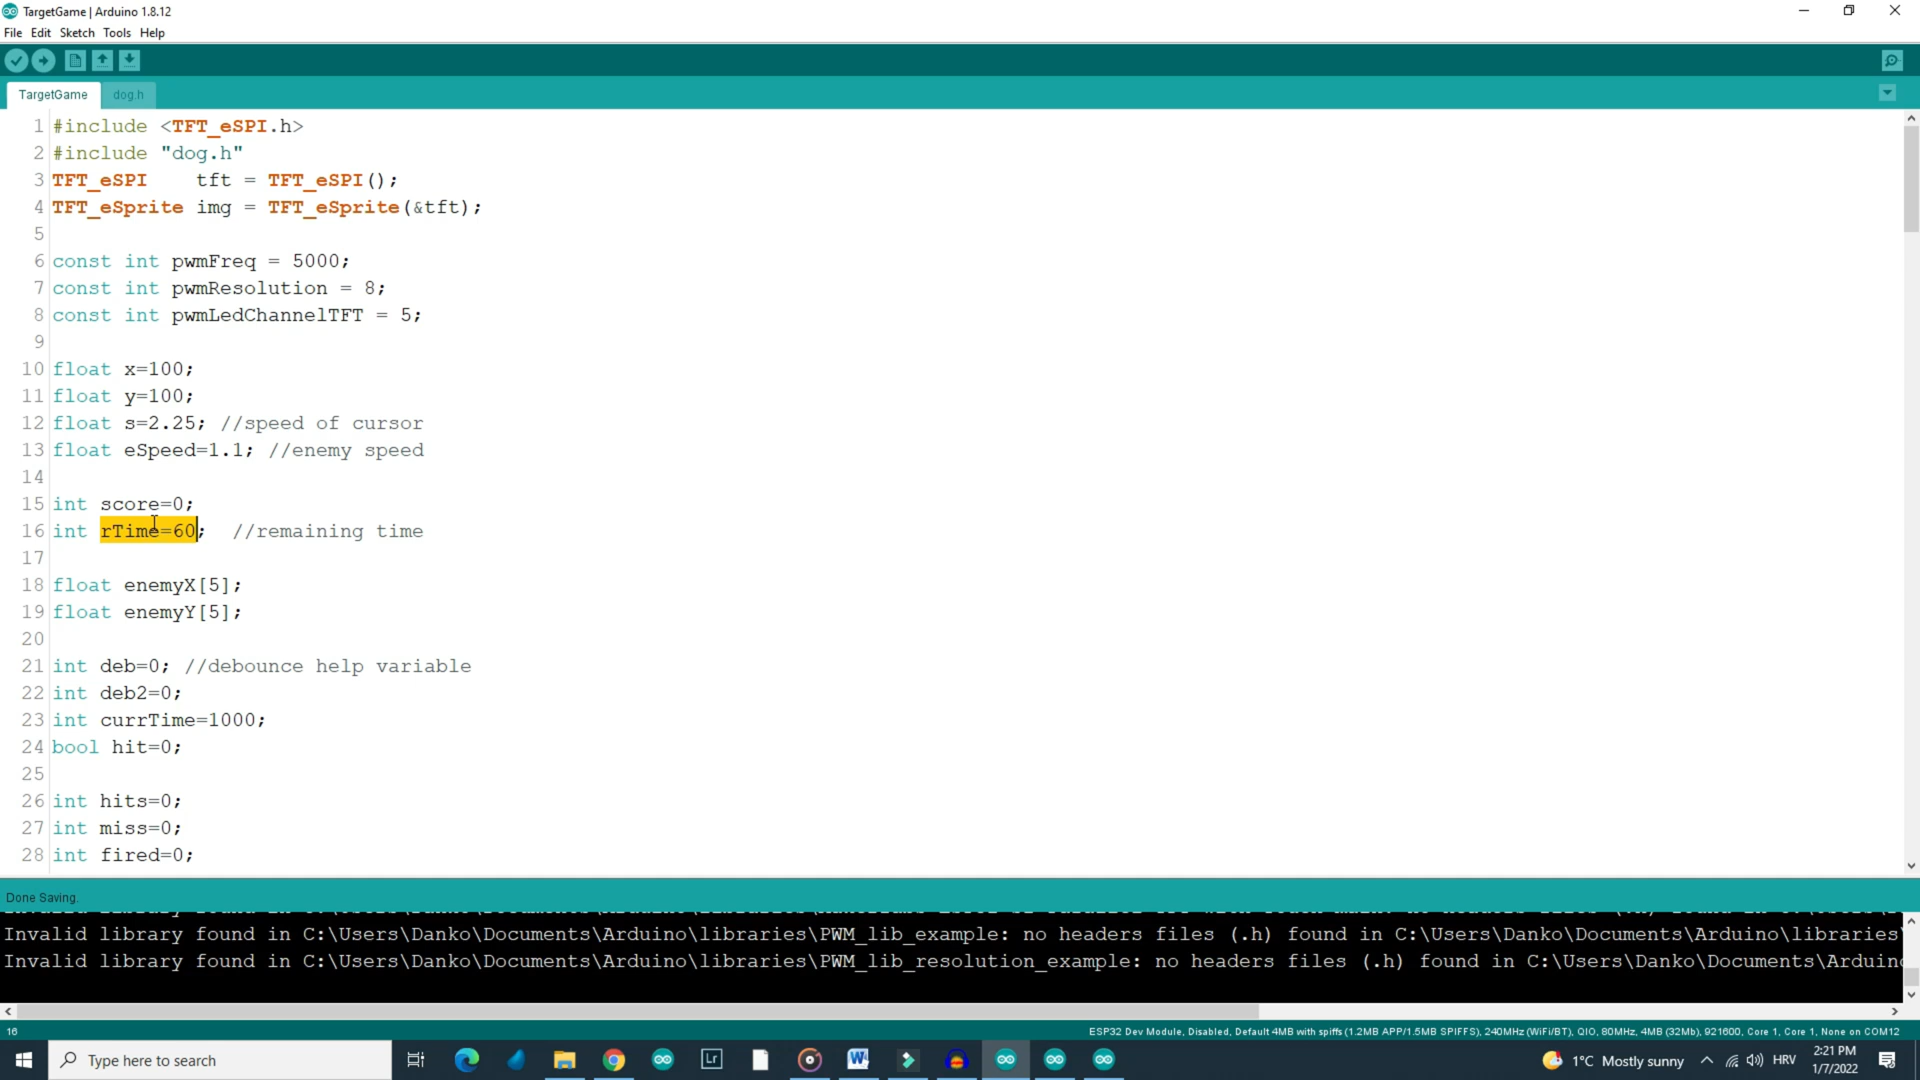 TargetGame | Arduino 1.8.12
File Edit Sketch Tools Help
TargetGame dog.h
1 #include <TFT_eSPI.h>
2 #include "dog.h"
3 TFT_eSPI    tft = TFT_eSPI();
4 TFT_eSprite img = TFT_eSprite(&tft);
5
6 const int pwmFreq = 5000;
7 const int pwmResolution = 8;
8 const int pwmLedChannelTFT = 5;
9
10 float x=100;
11 float y=100;
12 float s=2.25; //speed of cursor
13 float eSpeed=1.1; //enemy speed
14
15 int score=0;
16 int rTime=60;  //remaining time
17
18 float enemyX[5];
19 float enemyY[5];
20
21 int deb=0; //debounce help variable
22 int deb2=0;
23 int currTime=1000;
24 bool hit=0;
25
26 int hits=0;
27 int miss=0;
28 int fired=0;
Done Saving.
Invalid library found in C:\Users\Danko\Documents\Arduino\libraries\PWM_lib_example: no headers files (.h) found in C:\Users\Danko\Documents\Arduino\libraries\
Invalid library found in C:\Users\Danko\Documents\Arduino\libraries\PWM_lib_resolution_example: no headers files (.h) found in C:\Users\Danko\Documents\Arduino
16 ESP32 Dev Module, Disabled, Default 4MB with spiffs (1.2MB APP/1.5MB SPIFFS), 240MHz (WiFi/BT), QIO, 80MHz, 4MB (32Mb), 921600, Core 1, Core 1, None on COM12
Type here to search Lrc W 1°C Mostly sunny HRV 2:21 PM
1/7/2022